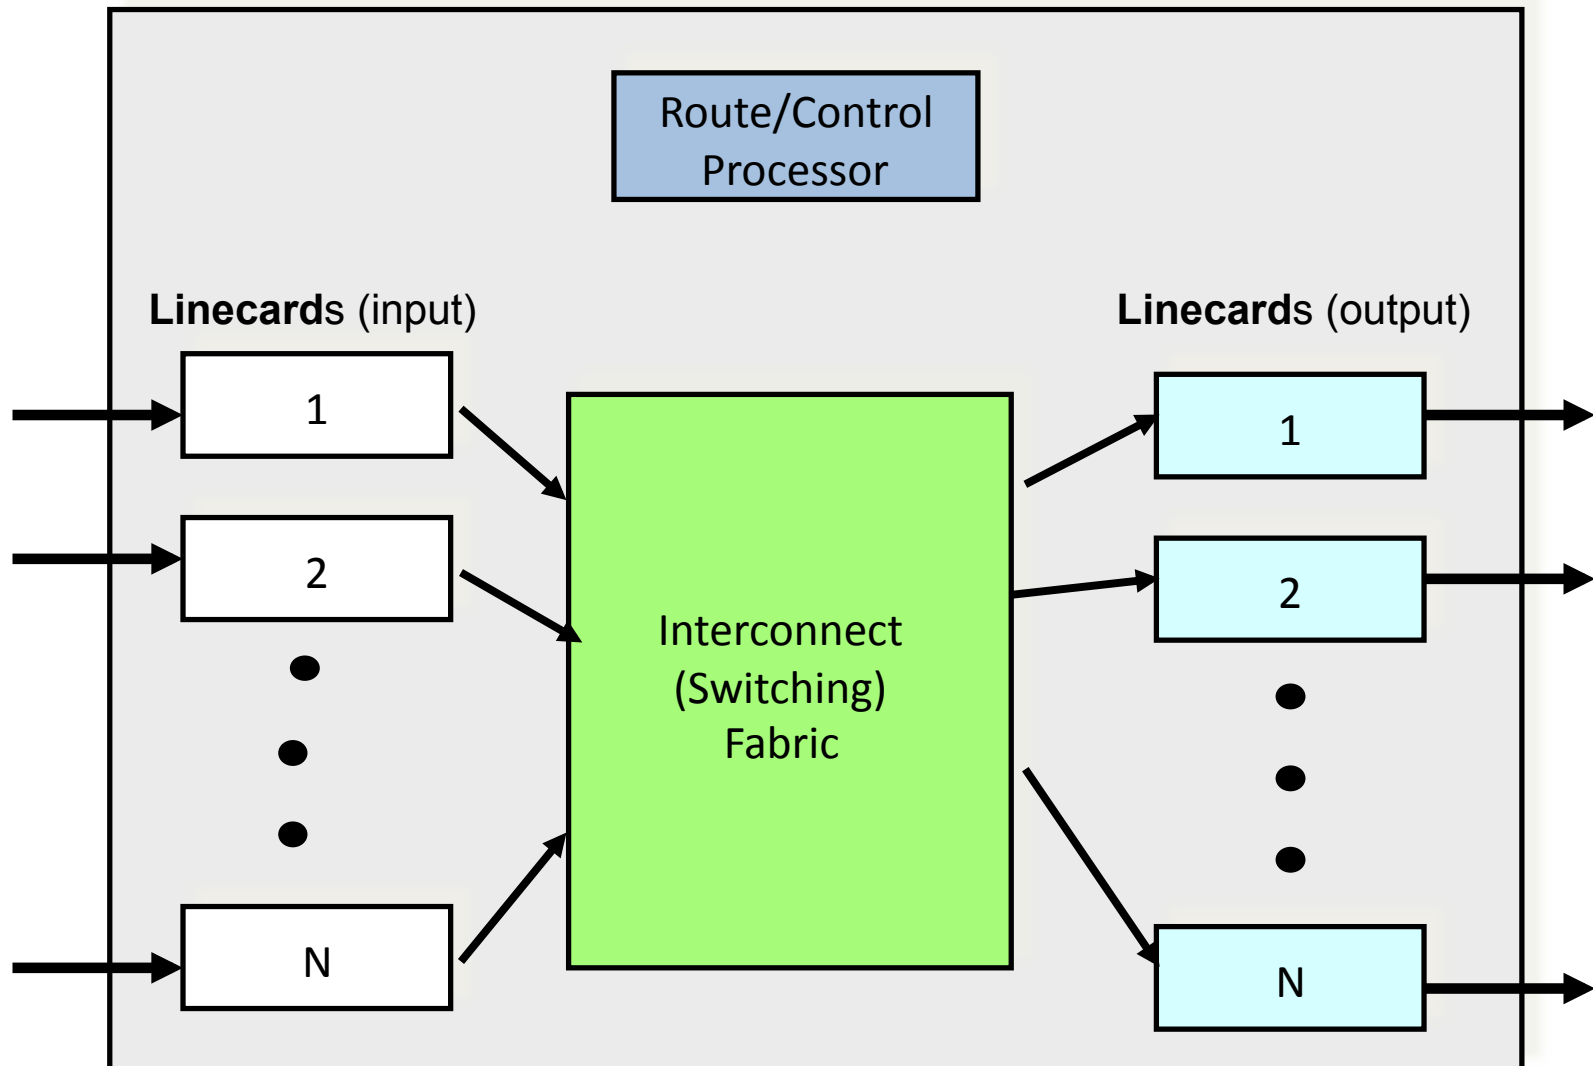 Route/Control
Processor
Linecards (input)
Linecards (output)
1
1
2
2
Interconnect
(Switching)
Fabric
N
N